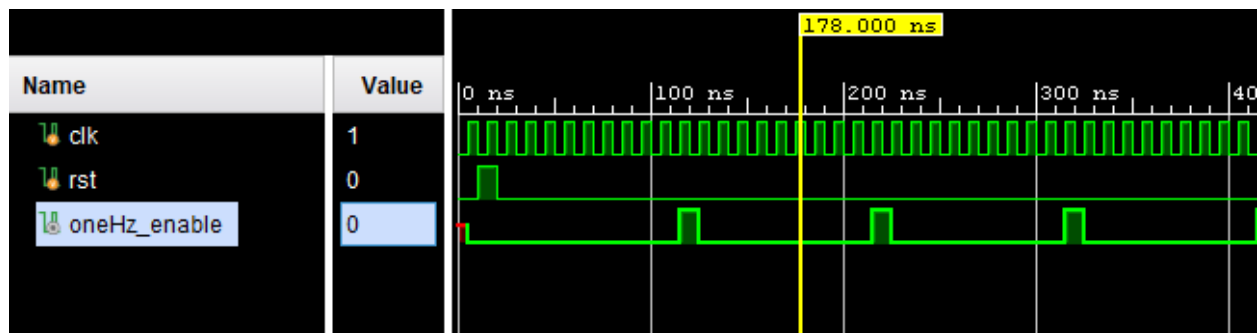 178.000 ns
Name Value
0 ns 100 ns 200 ns 300 ns 40
clk 1
rst 0
oneHz_enable 0